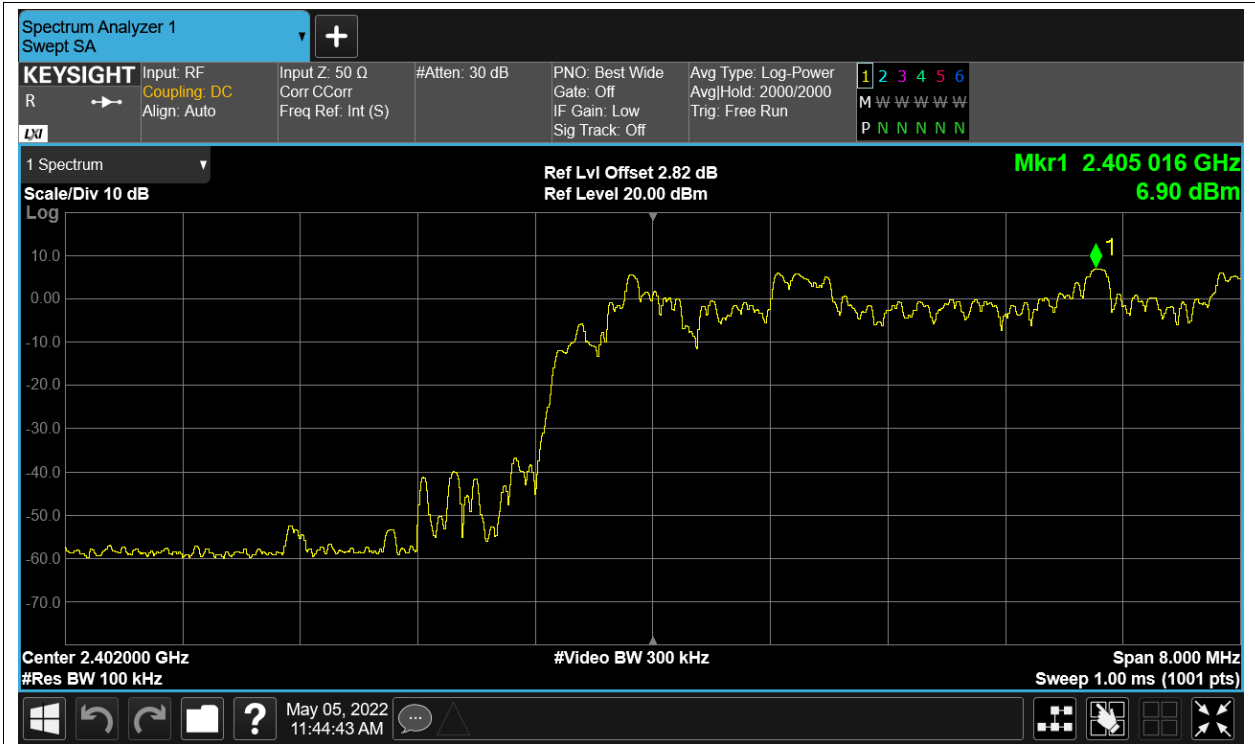 Spectrum Analyzer 1
Swept SA
+
KEYSIGHT
R
LXI
Input: RF
Coupling: DC
Align: Auto
Input Z: 50 Ω
Corr CCorr
Freq Ref: Int (S)
#Atten: 30 dB
PNO: Best Wide
Gate: Off
IF Gain: Low
Sig Track: Off
Avg Type: Log-Power
Avg|Hold: 2000/2000
Trig: Free Run
1 2 3 4 5 6
M W W W W W
P N N N N N
1 Spectrum
Scale/Div 10 dB
Log
Ref Lvl Offset 2.82 dB
Ref Level 20.00 dBm
Mkr1 2.405 016 GHz
6.90 dBm
1
10.0
0.00
-10.0
-20.0
-30.0
-40.0
-50.0
-60.0
-70.0
Center 2.402000 GHz
#Res BW 100 kHz
#Video BW 300 kHz
Span 8.000 MHz
Sweep 1.00 ms (1001 pts)
?
May 05, 2022
11:44:43 AM